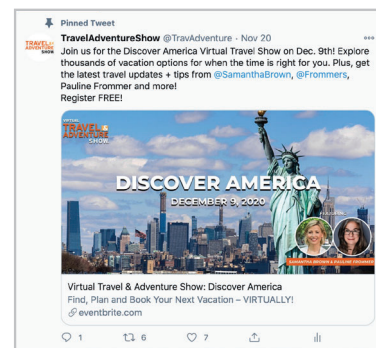 Pinned Tweet
TravelAdventureShow @TravAdventure · Nov 20
TRAVEL & ADVENTURE SHOW
Join us for the Discover America Virtual Travel Show on Dec. 9th! Explore
thousands of vacation options for when the time is right for you. Plus, get
the latest travel updates + tips from @SamanthaBrown, @Frommers,
Pauline Frommer and more!
Register FREE!
VIRTUAL
TRAVEL &
ADVENTURE
SHOW
DISCOVER AMERICA
DECEMBER 9, 2020
SAMANTHA BROWN & PAULINE FROMMER
Virtual Travel & Adventure Show: Discover America
Find, Plan and Book Your Next Vacation – VIRTUALLY!
eventbrite.com
1 6 7